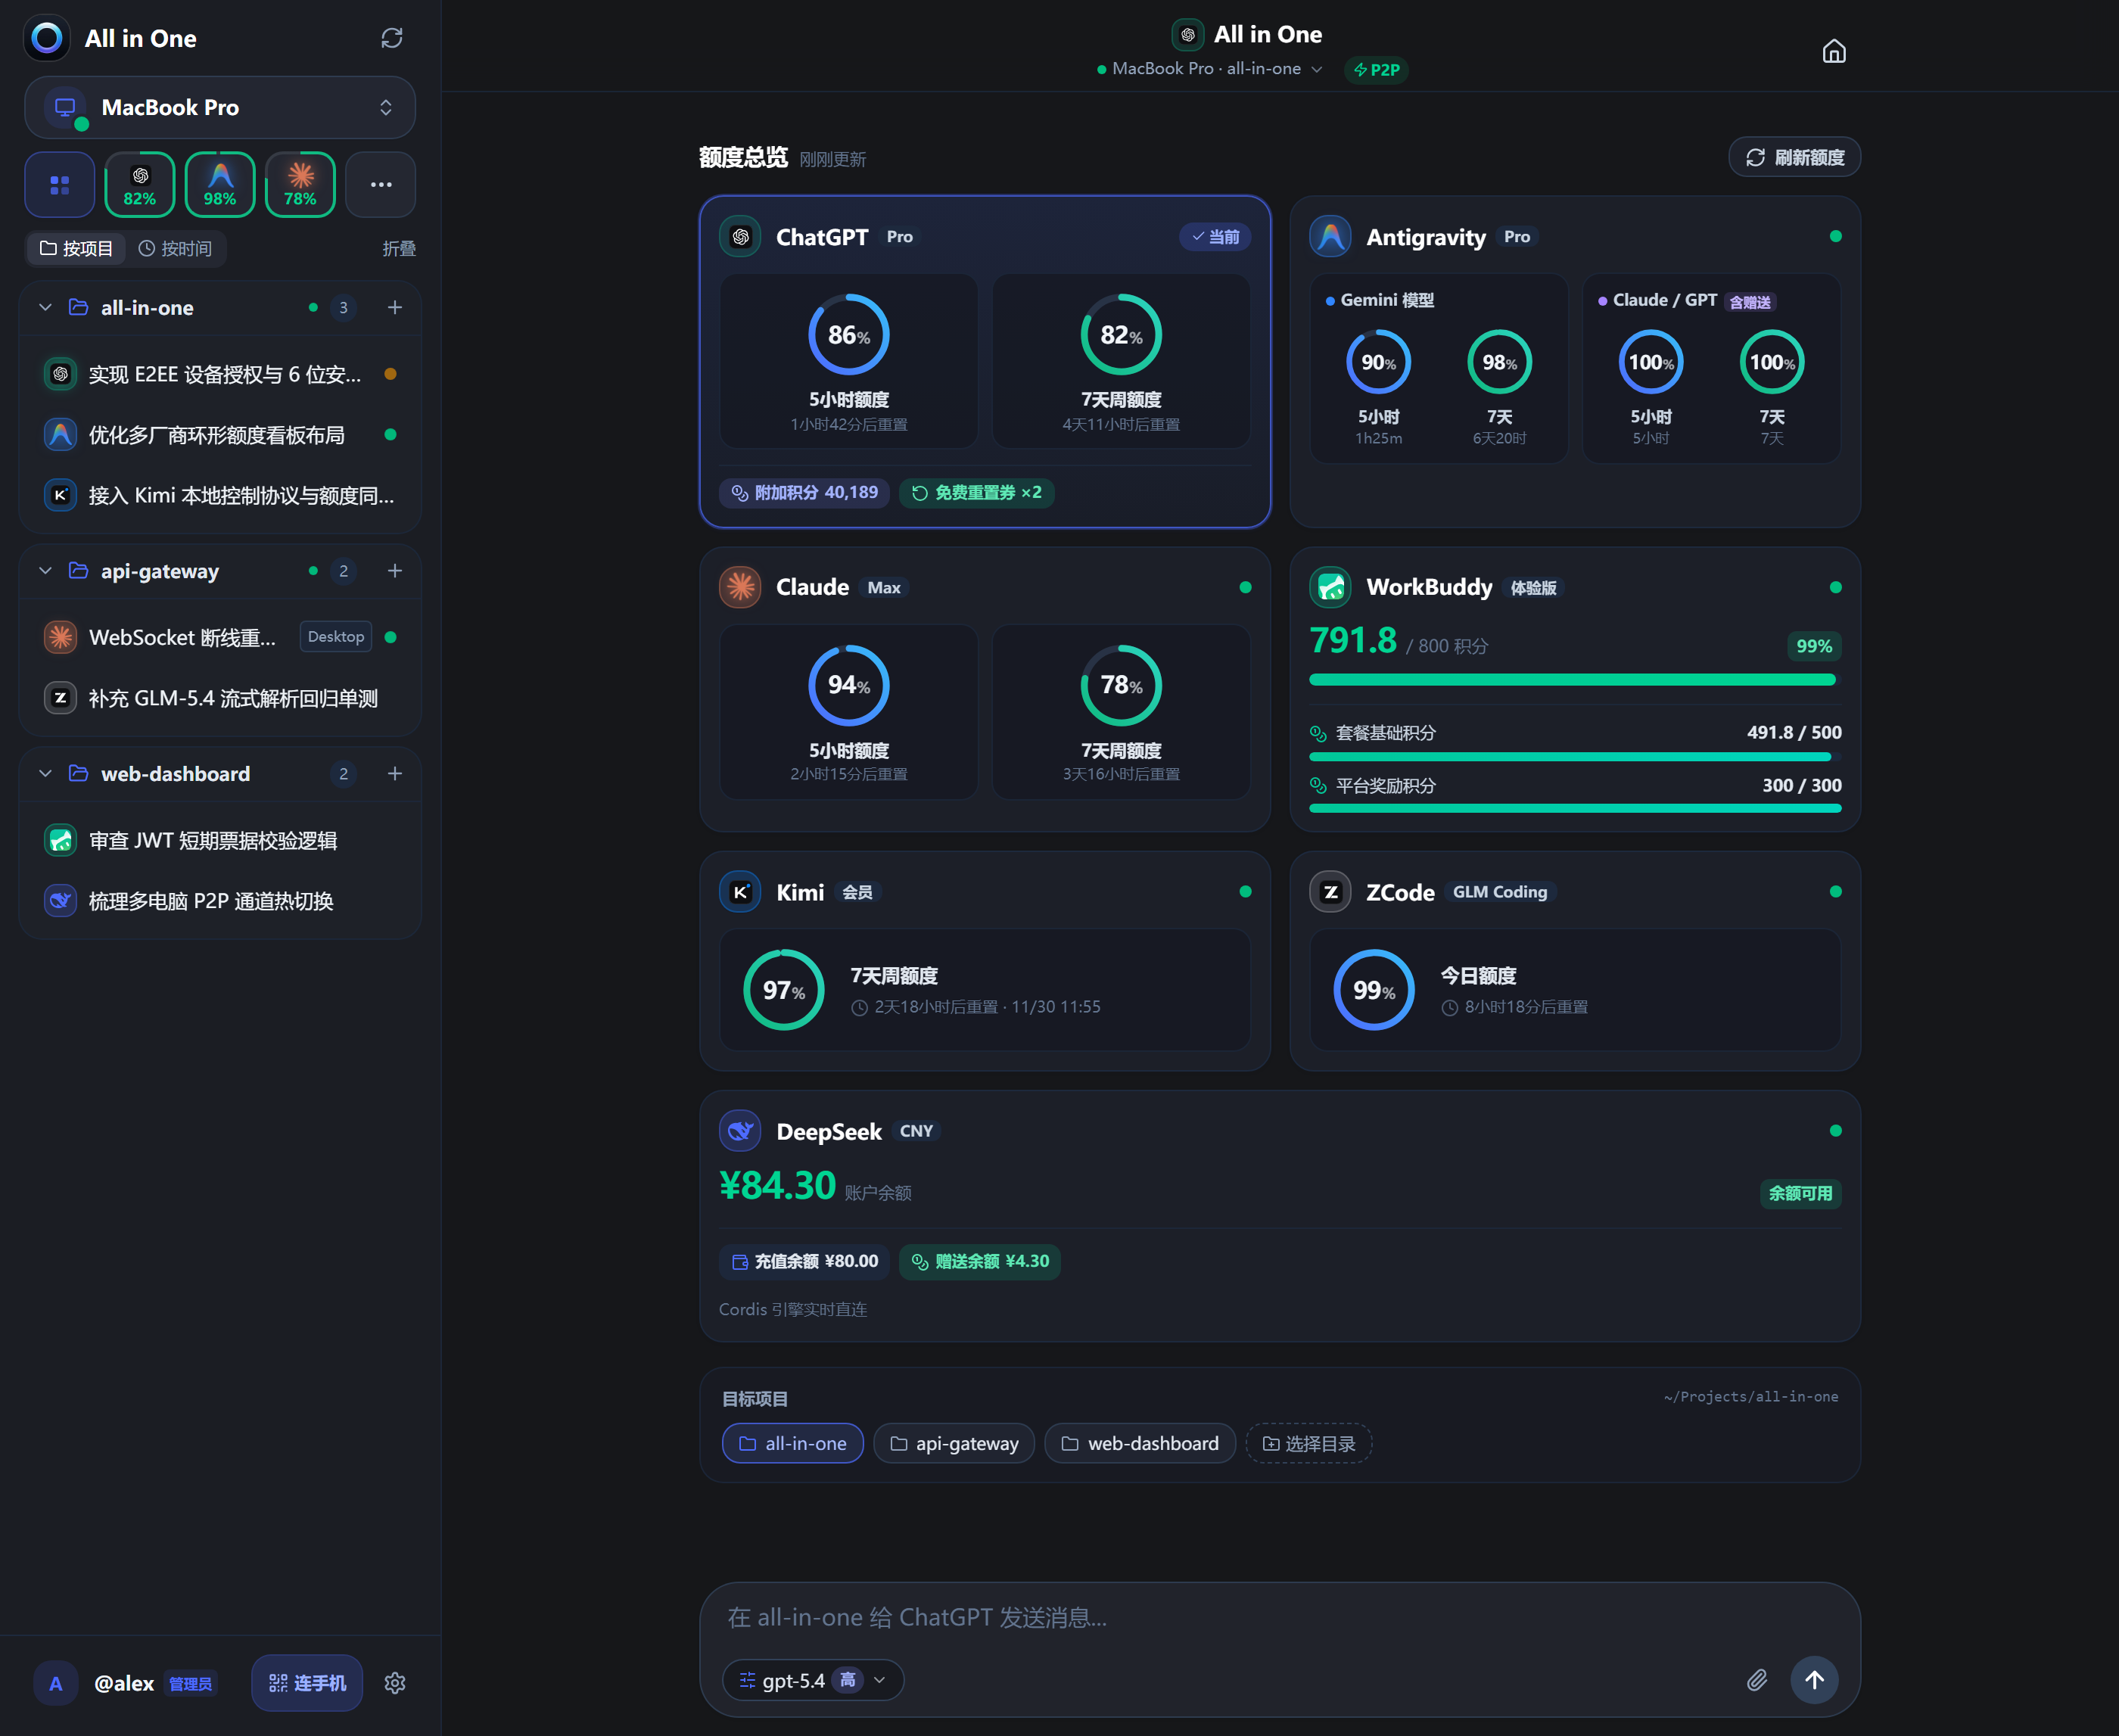 All in One
MacBook Pro
82%
98%
78%
按项目
按时间
折叠
all-in-one
3
实现 E2EE 设备授权与 6 位安...
优化多厂商环形额度看板布局
接入 Kimi 本地控制协议与额度同...
api-gateway
2
WebSocket 断线重...
Desktop
补充 GLM-5.4 流式解析回归单测
web-dashboard
2
审查 JWT 短期票据校验逻辑
梳理多电脑 P2P 通道热切换
A
@alex
管理员
连手机
All in One
MacBook Pro · all-in-one
P2P
额度总览
刚刚更新
刷新额度
ChatGPT
Pro
当前
86%
5小时额度
1小时42分后重置
82%
7天周额度
4天11小时后重置
附加积分 40,189
免费重置券 ×2
Antigravity
Pro
Gemini 模型
90%
5小时
1h25m
98%
7天
6天20时
Claude / GPT
含赠送
100%
5小时
5小时
100%
7天
7天
Claude
Max
94%
5小时额度
2小时15分后重置
78%
7天周额度
3天16小时后重置
WorkBuddy
体验版
791.8 / 800 积分
99%
套餐基础积分
491.8 / 500
平台奖励积分
300 / 300
Kimi
会员
97%
7天周额度
2天18小时后重置 · 11/30 11:55
ZCode
GLM Coding
99%
今日额度
8小时18分后重置
DeepSeek
CNY
¥84.30 账户余额
余额可用
充值余额 ¥80.00
赠送余额 ¥4.30
Cordis 引擎实时直连
目标项目
~/Projects/all-in-one
all-in-one
api-gateway
web-dashboard
选择目录
在 all-in-one 给 ChatGPT 发送消息...
gpt-5.4
高